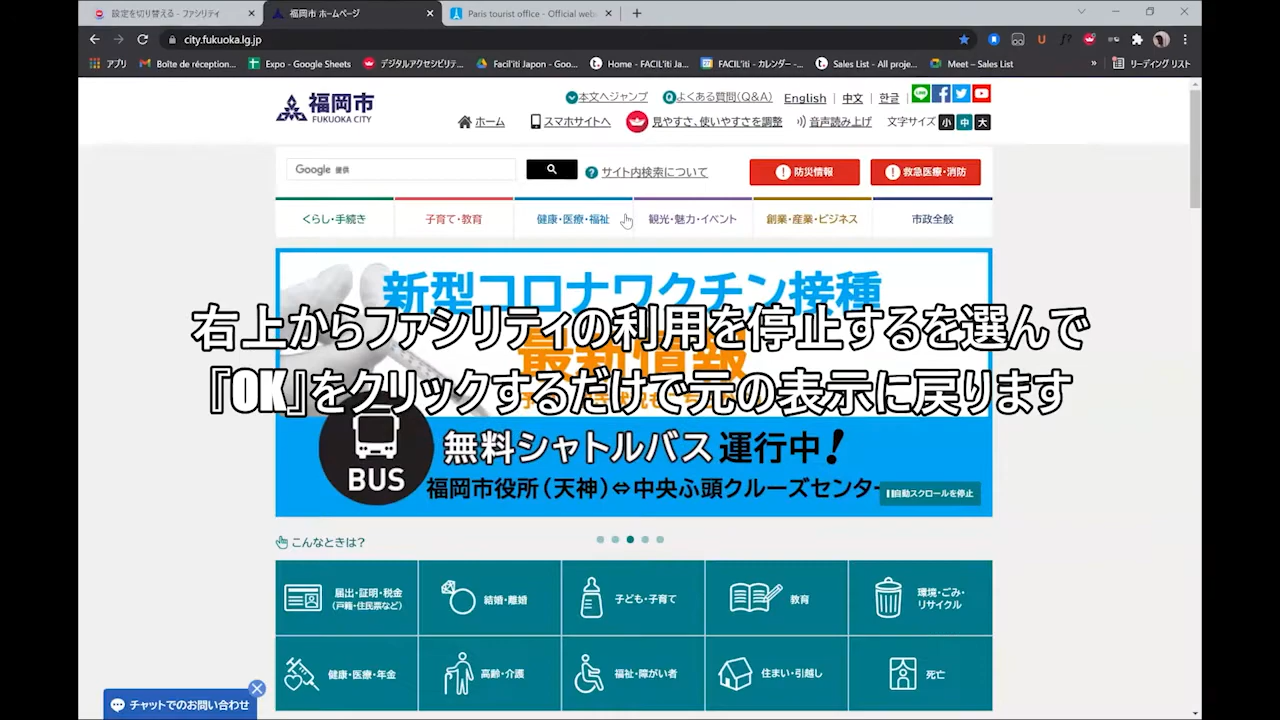 設定を切り替える - ファシリティ
福岡市 ホームページ
Paris tourist office - Official web
city.fukuoka.lg.jp
アプリ
Boîte de réception...
Expo - Google Sheets
デジタルアクセシビリテ...
Facil'iti Japon - Goo...
Home - FACIL'iti Ja...
FACIL'iti - カレンダー -...
Sales List - All proje...
Meet – Sales List
»
リーディング リスト
福岡市
FUKUOKA CITY
本文へジャンプ
よくある質問(Q&A)
English
中文
한글
ホーム
スマホサイトへ
見やすさ、使いやすさを調整
音声読み上げ
文字サイズ 小 中 大
Google 提供
サイト内検索について
防災情報
救急医療・消防
くらし・手続き
子育て・教育
健康・医療・福祉
観光・魅力・イベント
創業・産業・ビジネス
市政全般
新型コロナワクチン接種
最新情報
右上からファシリティの利用を停止するを選んで
『OK』をクリックするだけで元の表示に戻ります
BUS
無料シャトルバス 運行中!
福岡市役所(天神)⇔中央ふ頭クルーズセンター
自動スクロールを停止
こんなときは?
届出・証明・税金
(戸籍・住民票など)
結婚・離婚
子ども・子育て
教育
環境・ごみ・
リサイクル
健康・医療・年金
高齢・介護
福祉・障がい者
住まい・引越し
死亡
チャットでのお問い合わせ